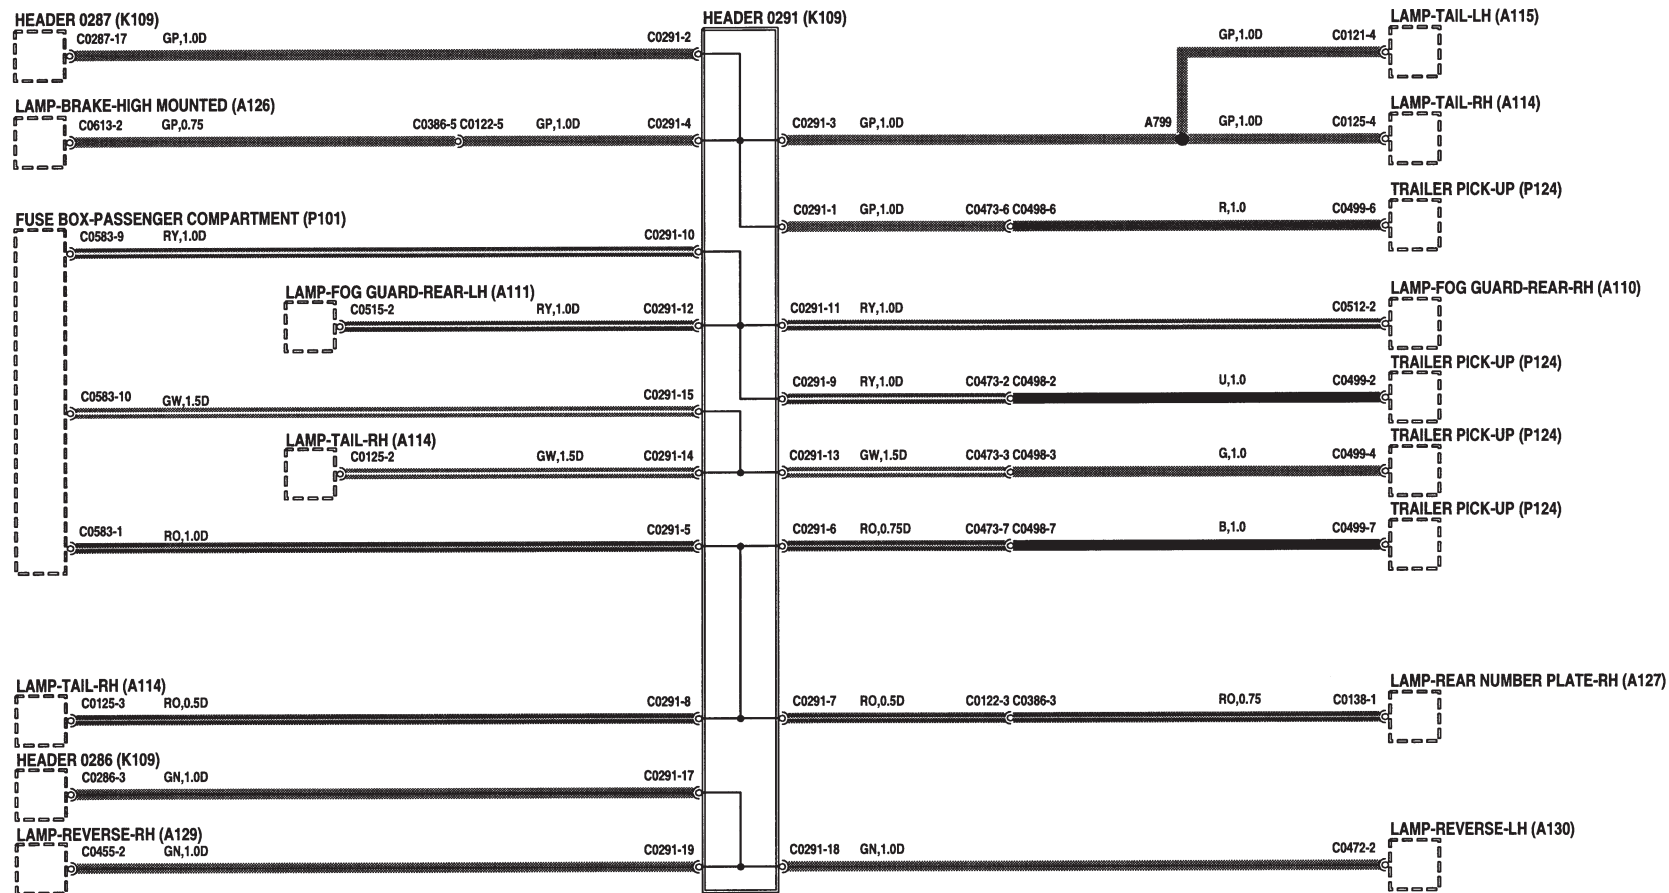 HEADER 0287 (K109)
HEADER 0291 (K109)
LAMP-TAIL-LH (A115)
C0287-17 GP,1.0D C0291-2
GP,1.0D C0121-4
LAMP-BRAKE-HIGH MOUNTED (A126)
LAMP-TAIL-RH (A114)
C0613-2 GP,0.75 C0386-5 C0122-5 GP,1.0D C0291-4
C0291-3 GP,1.0D A799 GP,1.0D C0125-4
TRAILER PICK-UP (P124)
C0291-1 GP,1.0D C0473-6 C0498-6 R,1.0 C0499-6
FUSE BOX-PASSENGER COMPARTMENT (P101)
C0583-9 RY,1.0D C0291-10
LAMP-FOG GUARD-REAR-LH (A111)
LAMP-FOG GUARD-REAR-RH (A110)
C0515-2 RY,1.0D C0291-12
C0291-11 RY,1.0D C0512-2
TRAILER PICK-UP (P124)
C0291-9 RY,1.0D C0473-2 C0498-2 U,1.0 C0499-2
C0583-10 GW,1.5D C0291-15
LAMP-TAIL-RH (A114)
TRAILER PICK-UP (P124)
C0125-2 GW,1.5D C0291-14
C0291-13 GW,1.5D C0473-3 C0498-3 G,1.0 C0499-4
TRAILER PICK-UP (P124)
C0583-1 RO,1.0D C0291-5
C0291-6 RO,0.75D C0473-7 C0498-7 B,1.0 C0499-7
LAMP-TAIL-RH (A114)
LAMP-REAR NUMBER PLATE-RH (A127)
C0125-3 RO,0.5D C0291-8
C0291-7 RO,0.5D C0122-3 C0386-3 RO,0.75 C0138-1
HEADER 0286 (K109)
C0286-3 GN,1.0D C0291-17
LAMP-REVERSE-RH (A129)
LAMP-REVERSE-LH (A130)
C0455-2 GN,1.0D C0291-19
C0291-18 GN,1.0D C0472-2